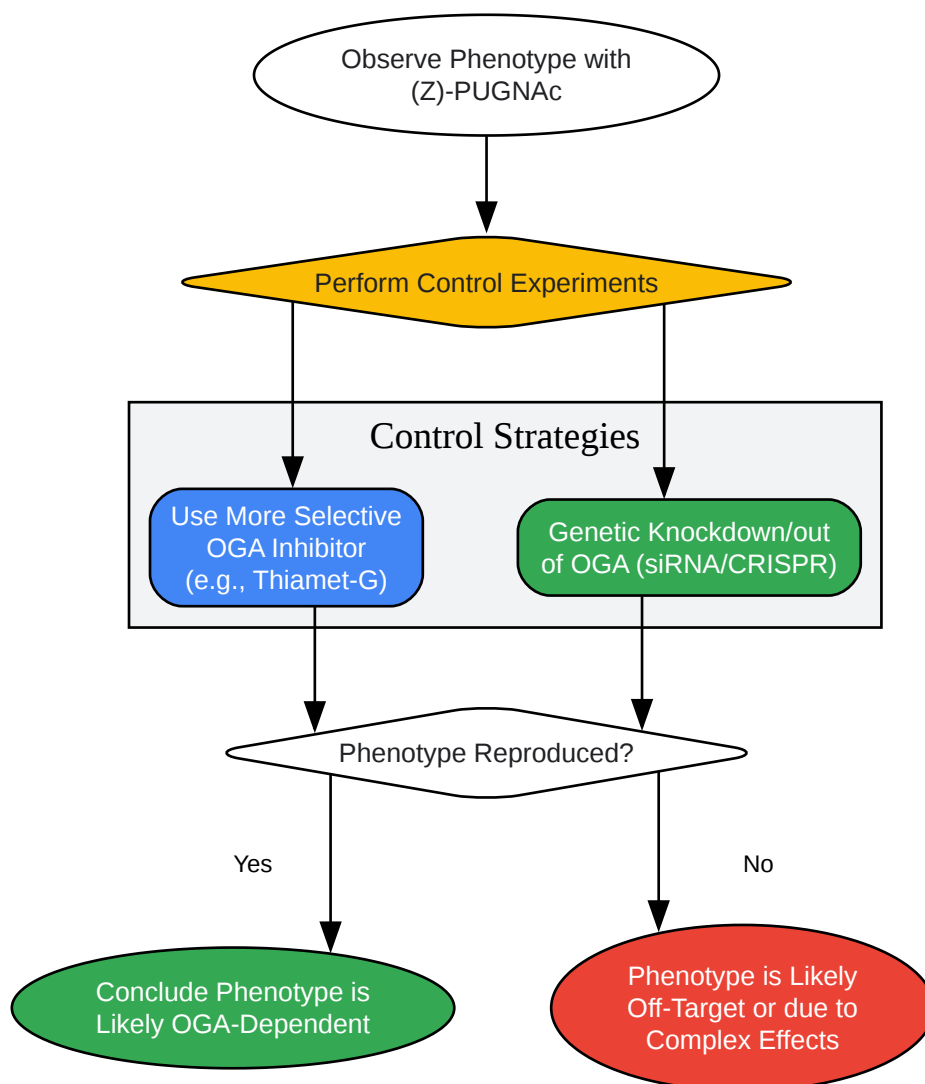 Observe Phenotype with
(Z)-PUGNAc
Perform Control Experiments
Control Strategies
Use More Selective
OGA Inhibitor
(e.g., Thiamet-G)
Genetic Knockdown/out
of OGA (siRNA/CRISPR)
Phenotype Reproduced?
Yes
No
Conclude Phenotype is
Likely OGA-Dependent
Phenotype is Likely
Off-Target or due to
Complex Effects